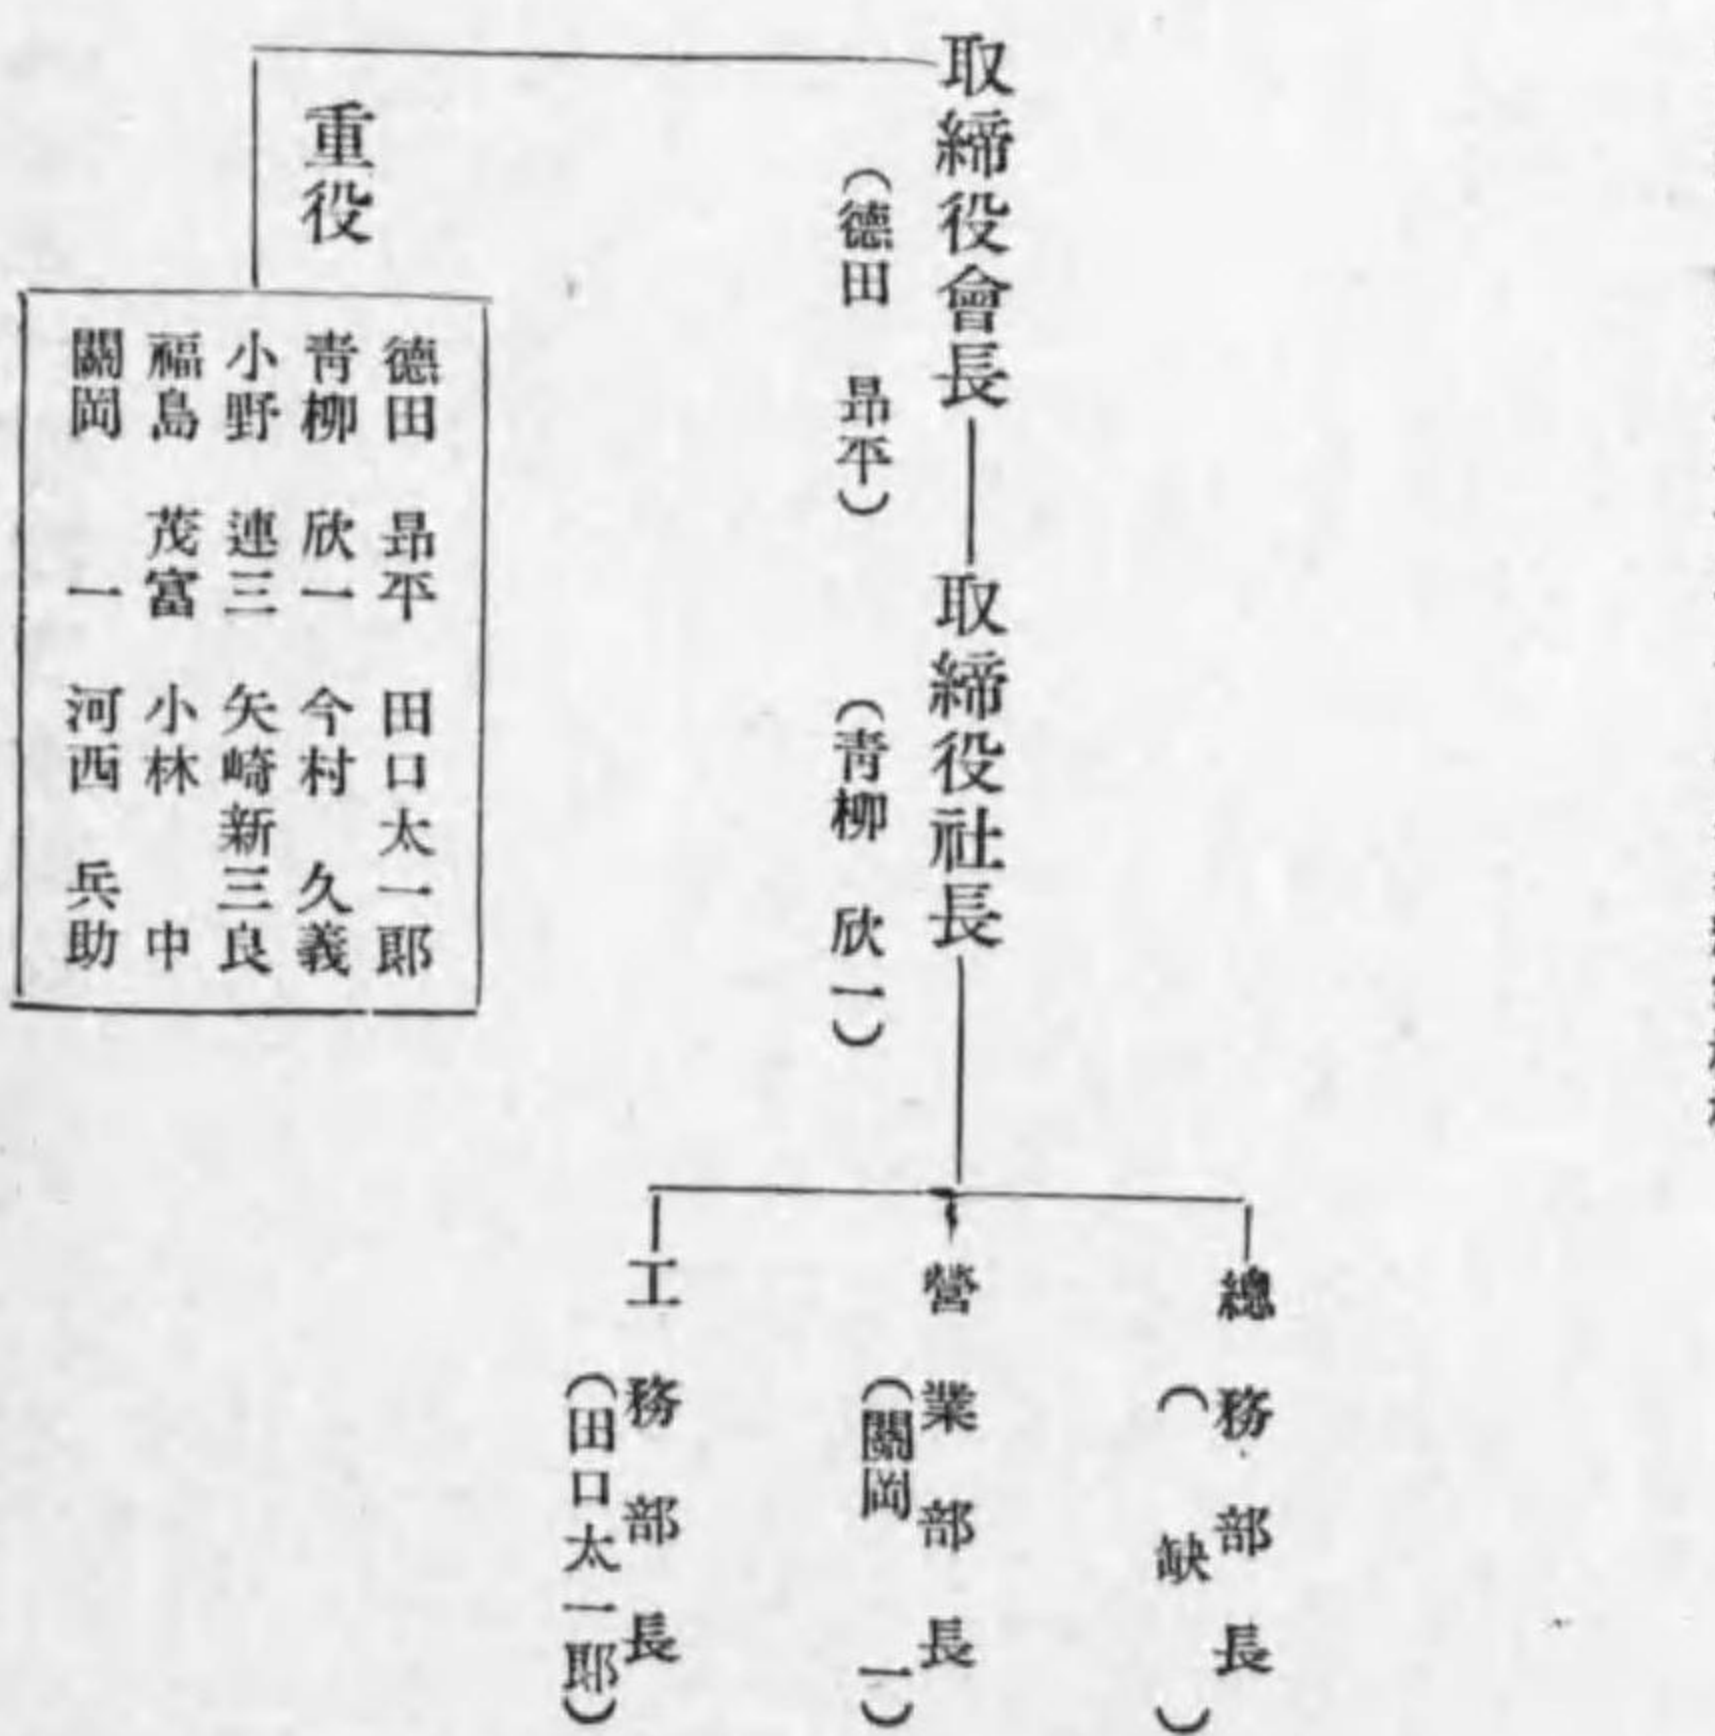 取締役會長
(德田 昻平)
取締役社長
(靑柳 欣一)
總務部長
( 缺 )
營業部長
(關岡 一)
工務部長
(田口太一郎)
重役
德田 昻平 田口太一郎
靑柳 欣一 今村 久義
小野 連三 矢崎新三良
福島 茂富 小林 中
關岡 一 河西 兵助